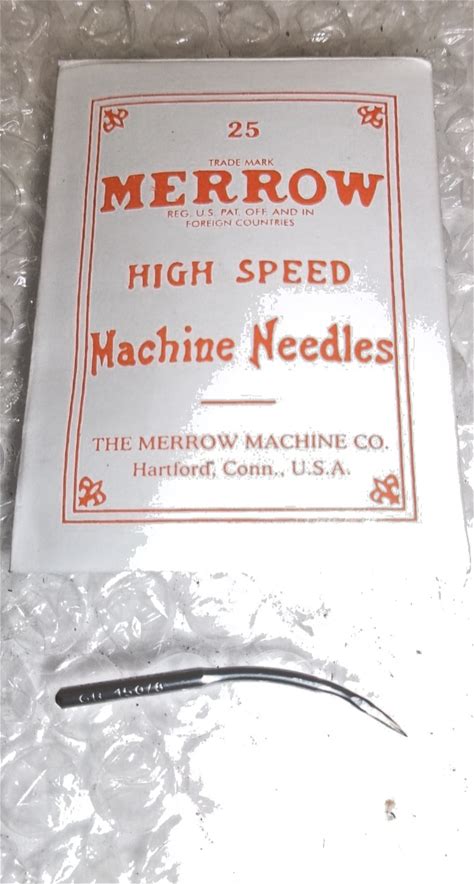 25
TRADE MARK
MERROW
REG. U.S. PAT. OFF. AND IN
FOREIGN COUNTRIES
HIGH SPEED
Machine Needles
THE MERROW MACHINE CO.
Hartford, Conn., U.S.A.